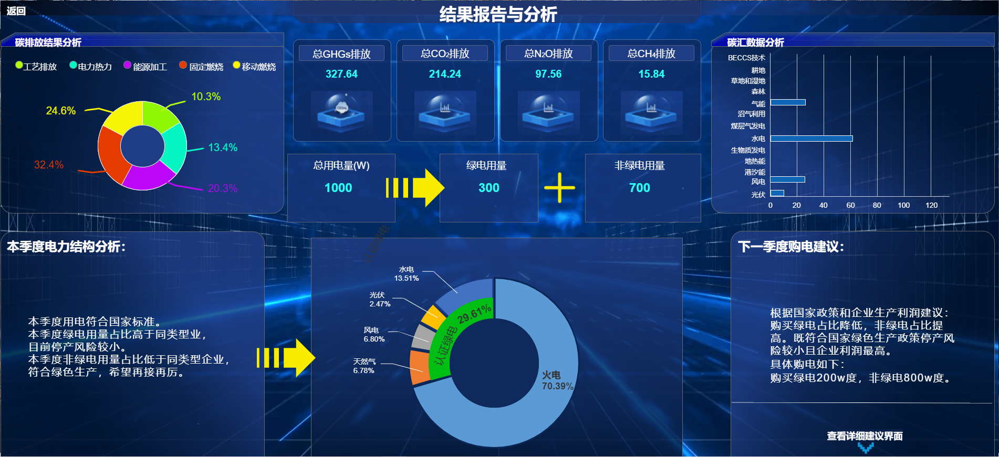 返回
结果报告与分析
碳排放结果分析
工艺排放
电力热力
能源加工
固定燃烧
移动燃烧
10.3%
24.6%
13.4%
32.4%
20.3%
总GHGs排放
327.64
CO2eq
总CO2排放
214.24
总N2O排放
97.56
总CH4排放
15.84
总用电量(W)
1000
绿电用量
300
非绿电用量
700
碳汇数据分析
BECCS技术
耕地
草地和湿地
森林
气能
沼气利用
煤层气发电
水电
生物质发电
地热能
港汐能
风电
光伏
0 20 40 60 80 100 120
本季度电力结构分析：
本季度用电符合国家标准。
本季度绿电用量占比高于同类型业，
目前停产风险较小。
本季度非绿电用量占比低于同类型企业，
符合绿色生产，希望再接再厉。
认证绿电
水电
13.51%
光伏
2.47%
风电
6.80%
天然气
6.78%
29.61%
认证绿电
火电
70.39%
下一季度购电建议：
根据国家政策和企业生产利润建议：
购买绿电占比降低，非绿电占比提
高。既符合国家绿色生产政策停产风
险较小且企业利润最高。
具体购电如下：
购买绿电200w度，非绿电800w度。
查看详细建议界面